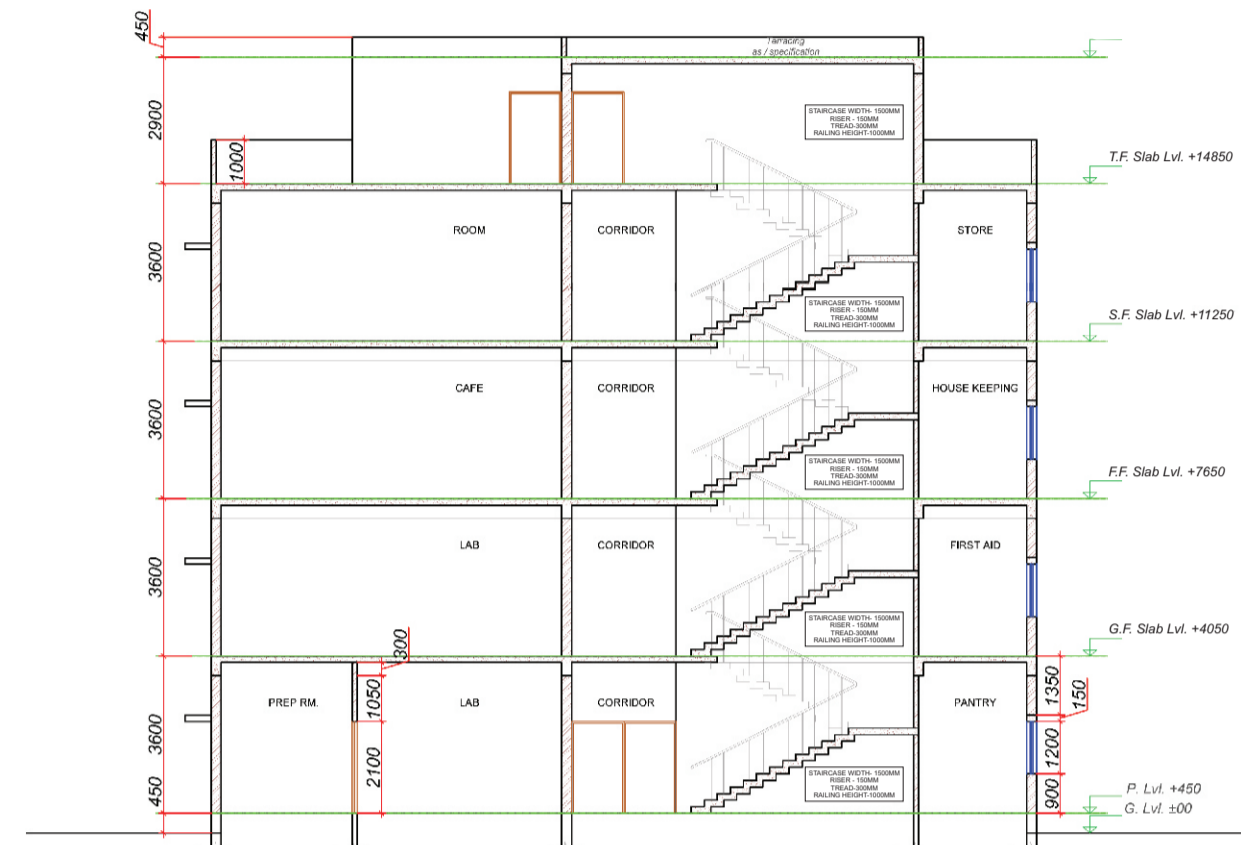 450
Terracing
as / specification
2900
1000
STAIRCASE WIDTH- 1500MM
RISER - 150MM
TREAD-300MM
RAILING HEIGHT-1000MM
T.F. Slab Lvl. +14850
ROOM
CORRIDOR
STORE
3600
STAIRCASE WIDTH- 1500MM
RISER - 150MM
TREAD-300MM
RAILING HEIGHT-1000MM
S.F. Slab Lvl. +11250
CAFE
CORRIDOR
HOUSE KEEPING
3600
STAIRCASE WIDTH- 1500MM
RISER - 150MM
TREAD-300MM
RAILING HEIGHT-1000MM
F.F. Slab Lvl. +7650
LAB
CORRIDOR
FIRST AID
3600
STAIRCASE WIDTH- 1500MM
RISER - 150MM
TREAD-300MM
RAILING HEIGHT-1000MM
G.F. Slab Lvl. +4050
300
PREP RM.
1050
LAB
CORRIDOR
PANTRY
1350
150
3600
2100
1200
STAIRCASE WIDTH- 1500MM
RISER - 150MM
TREAD-300MM
RAILING HEIGHT-1000MM
450
900
P. Lvl. +450
G. Lvl. ±00